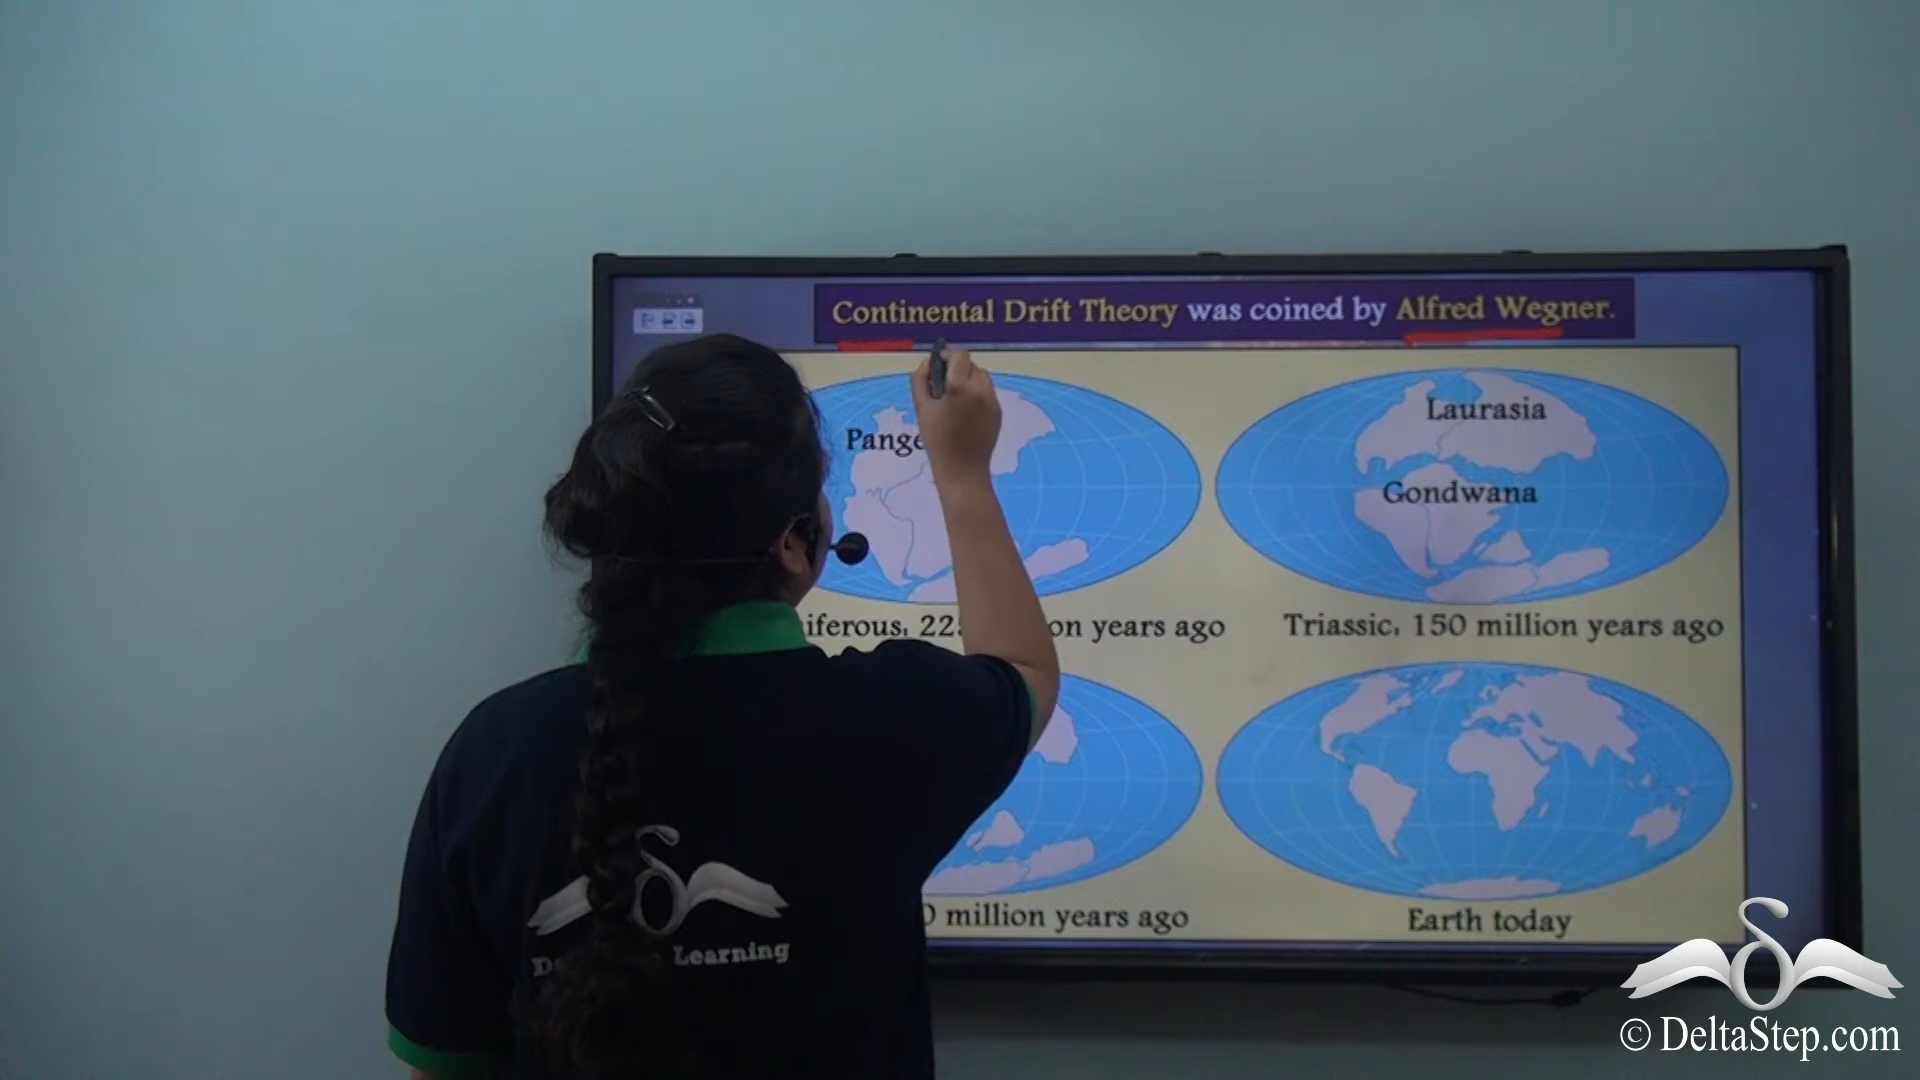 Continental Drift Theory was coined by Alfred Wegner.
Laurasia
Gondwana
years ago
Triassic, 150 million years ago
million years ago
Earth today
Learning
© DeltaStep.com